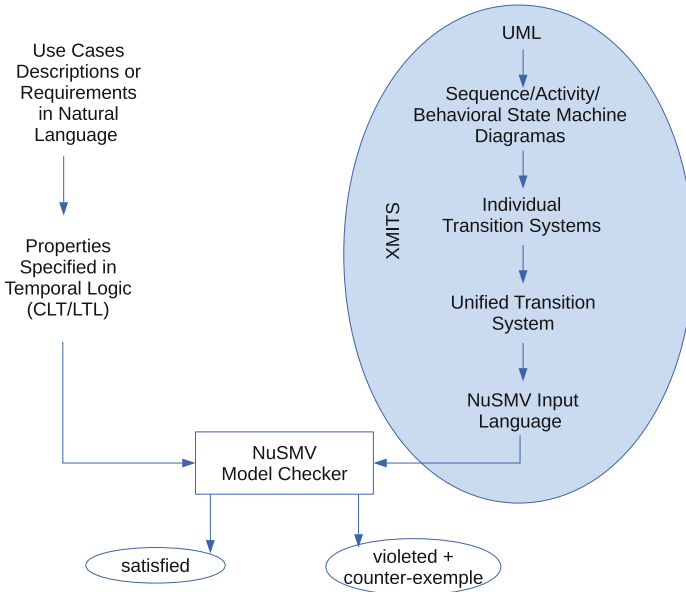 Use Cases
Descriptions or
Requirements
in Natural
Language
Properties
Specified in
Temporal Logic
(CLT/LTL)
UML
Sequence/Activity/
Behavioral State Machine
Diagramas
Individual
Transition Systems
Unified Transition
System
NuSMV Input
Language
XMITS
NuSMV
Model Checker
satisfied
violeted +
counter-exemple